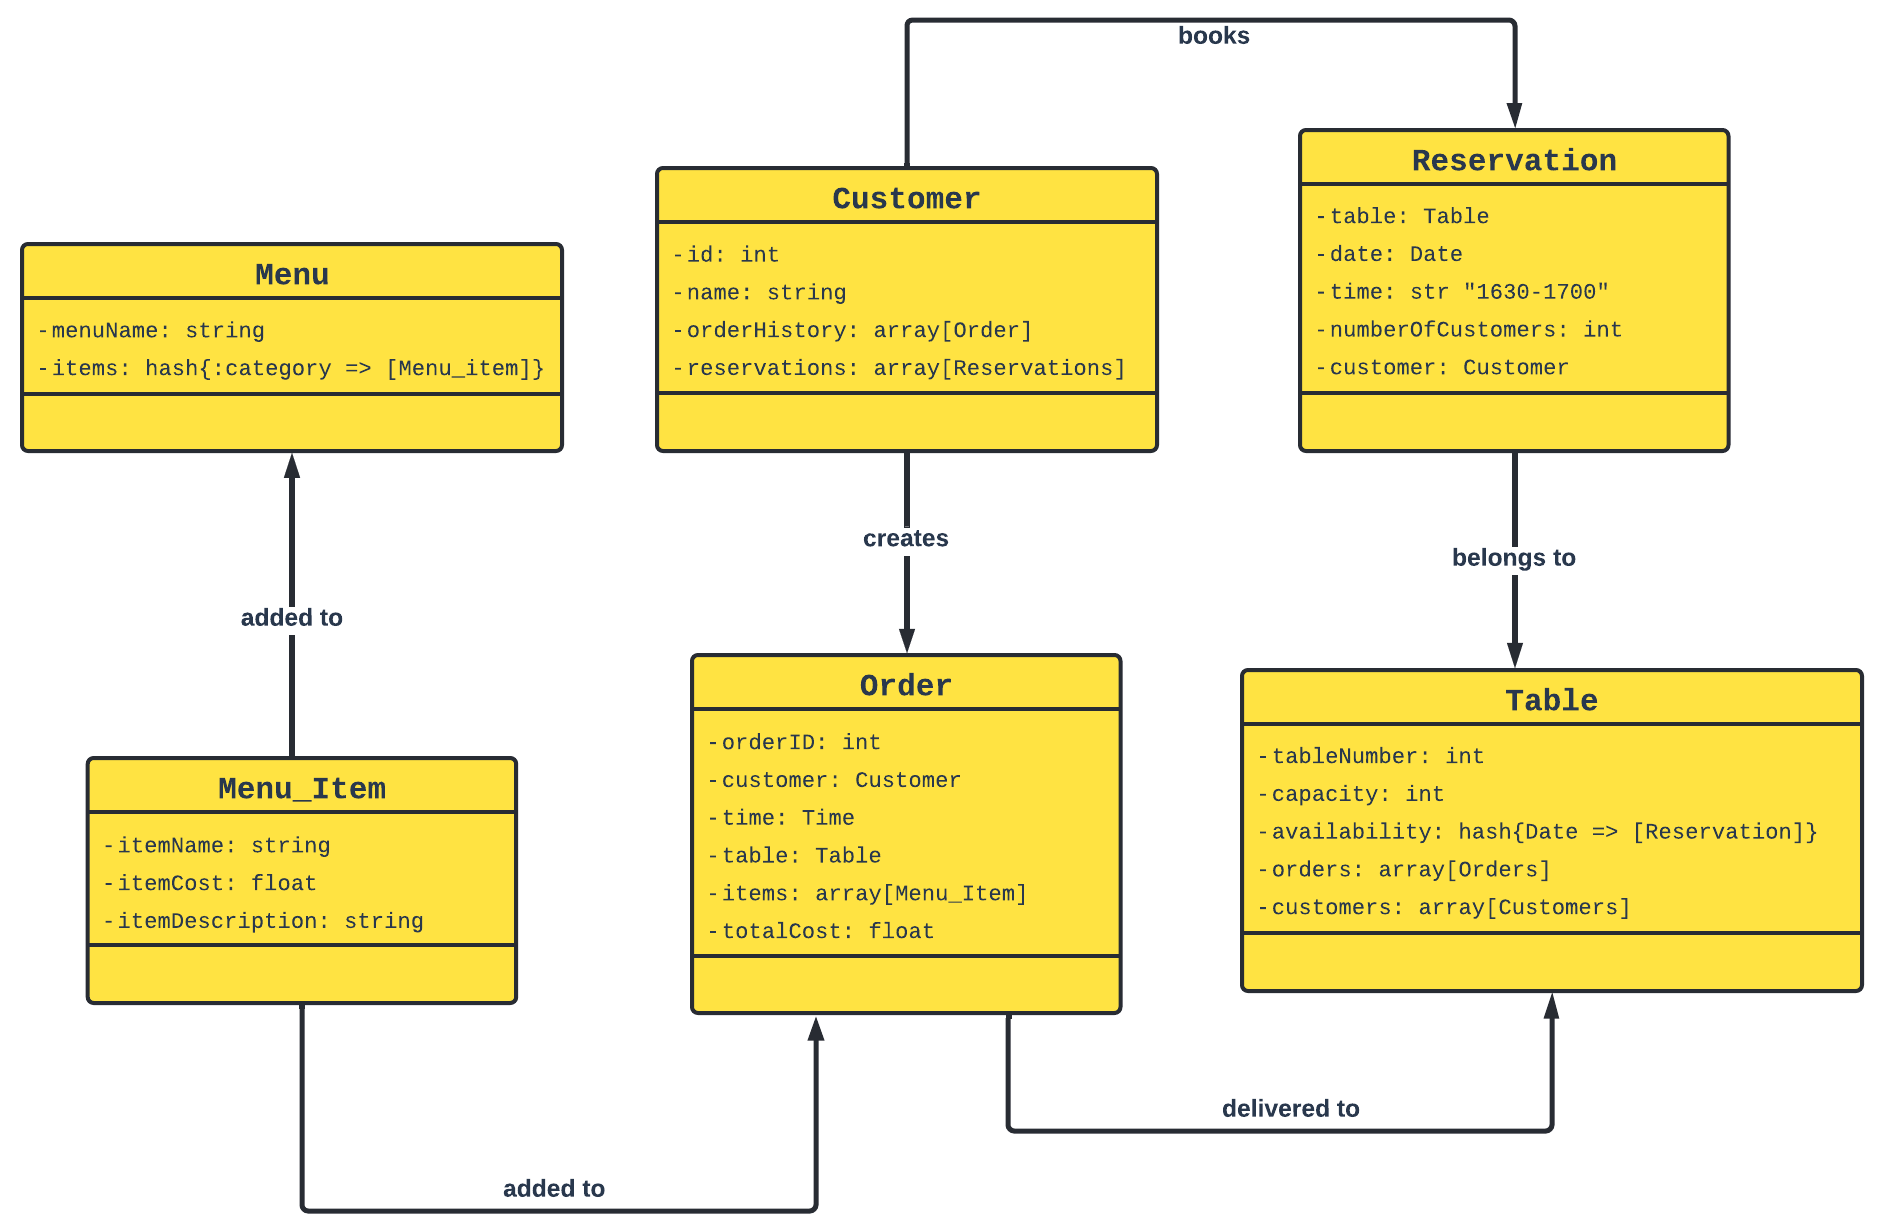 books
Reservation
-table: Table
-date: Date
-time: str "1630-1700"
-numberOfCustomers: int
-customer: Customer
Customer
-id: int
-name: string
-orderHistory: array[Order]
-reservations: array[Reservations]
Menu
-menuName: string
-items: hash{:category => [Menu_item]}
creates
belongs to
added to
Order
-orderID: int
-customer: Customer
-time: Time
-table: Table
-items: array[Menu_Item]
-totalCost: float
Table
-tableNumber: int
-capacity: int
-availability: hash{Date => [Reservation]}
-orders: array[Orders]
-customers: array[Customers]
Menu_Item
-itemName: string
-itemCost: float
-itemDescription: string
delivered to
added to